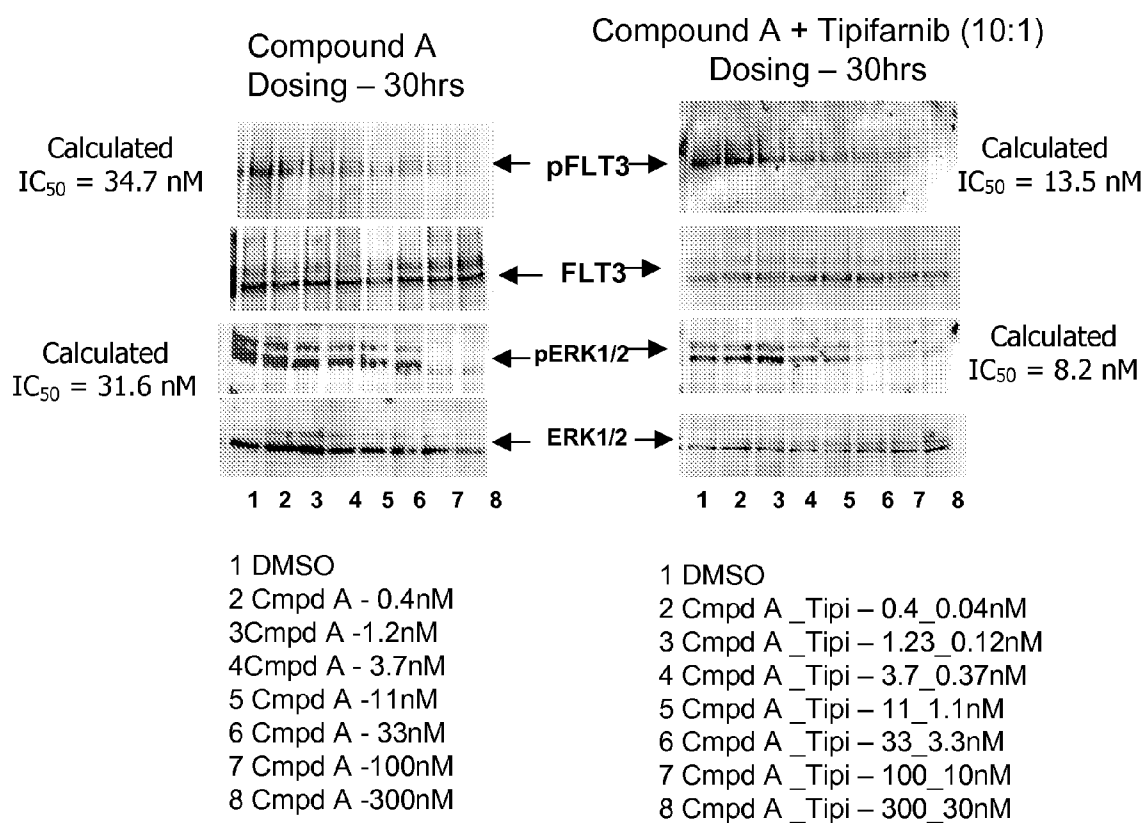 Compound A
Dosing – 30hrs
Compound A + Tipifarnib (10:1)
Dosing – 30hrs
Calculated
IC50 = 34.7 nM
pFLT3
Calculated
IC50 = 13.5 nM
FLT3
Calculated
IC50 = 31.6 nM
pERK1/2
Calculated
IC50 = 8.2 nM
ERK1/2
1 2 3 4 5 6 7 8
1 2 3 4 5 6 7 8
1 DMSO
2 Cmpd A - 0.4nM
3Cmpd A -1.2nM
4Cmpd A - 3.7nM
5 Cmpd A -11nM
6 Cmpd A - 33nM
7 Cmpd A -100nM
8 Cmpd A -300nM
1 DMSO
2 Cmpd A _Tipi – 0.4_0.04nM
3 Cmpd A _Tipi – 1.23_0.12nM
4 Cmpd A _Tipi – 3.7_0.37nM
5 Cmpd A _Tipi – 11_1.1nM
6 Cmpd A _Tipi – 33_3.3nM
7 Cmpd A _Tipi – 100_10nM
8 Cmpd A _Tipi – 300_30nM